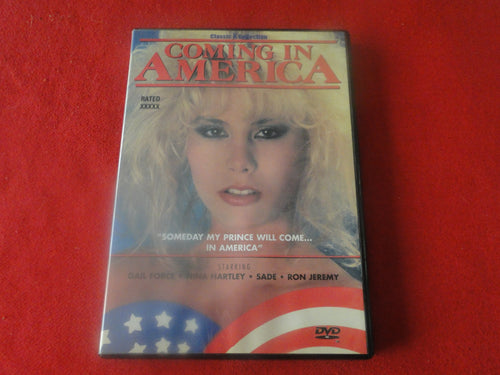 Classic X Collection
COMING IN
AMERICA
RATED
XXXXX
"SOMEDAY MY PRINCE WILL COME...
IN AMERICA"
STARRING
GAIL FORCE • NINA HARTLEY • SADE • RON JEREMY
DVD